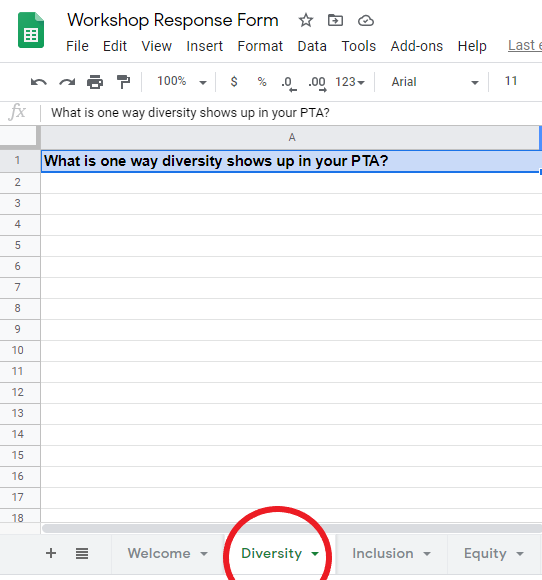 Workshop Response Form
File Edit View Insert Format Data Tools Add-ons Help Last e
100% $ % .0 .00 123 Arial 11
fx What is one way diversity shows up in your PTA?
A
1 What is one way diversity shows up in your PTA?
2
3
4
5
6
7
8
9
10
11
12
13
14
15
16
17
18
+ Welcome Diversity Inclusion Equity